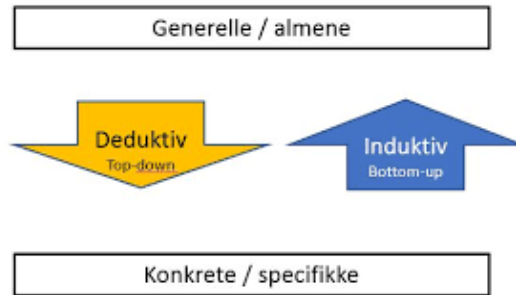 Generelle / almene
Deduktiv
Top-down
Induktiv
Bottom-up
Konkrete / specifikke